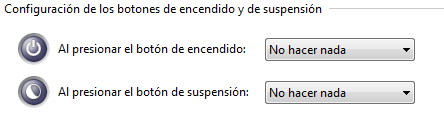 Configuración de los botones de encendido y de suspensión
Al presionar el botón de encendido: No hacer nada
Al presionar el botón de suspensión: No hacer nada